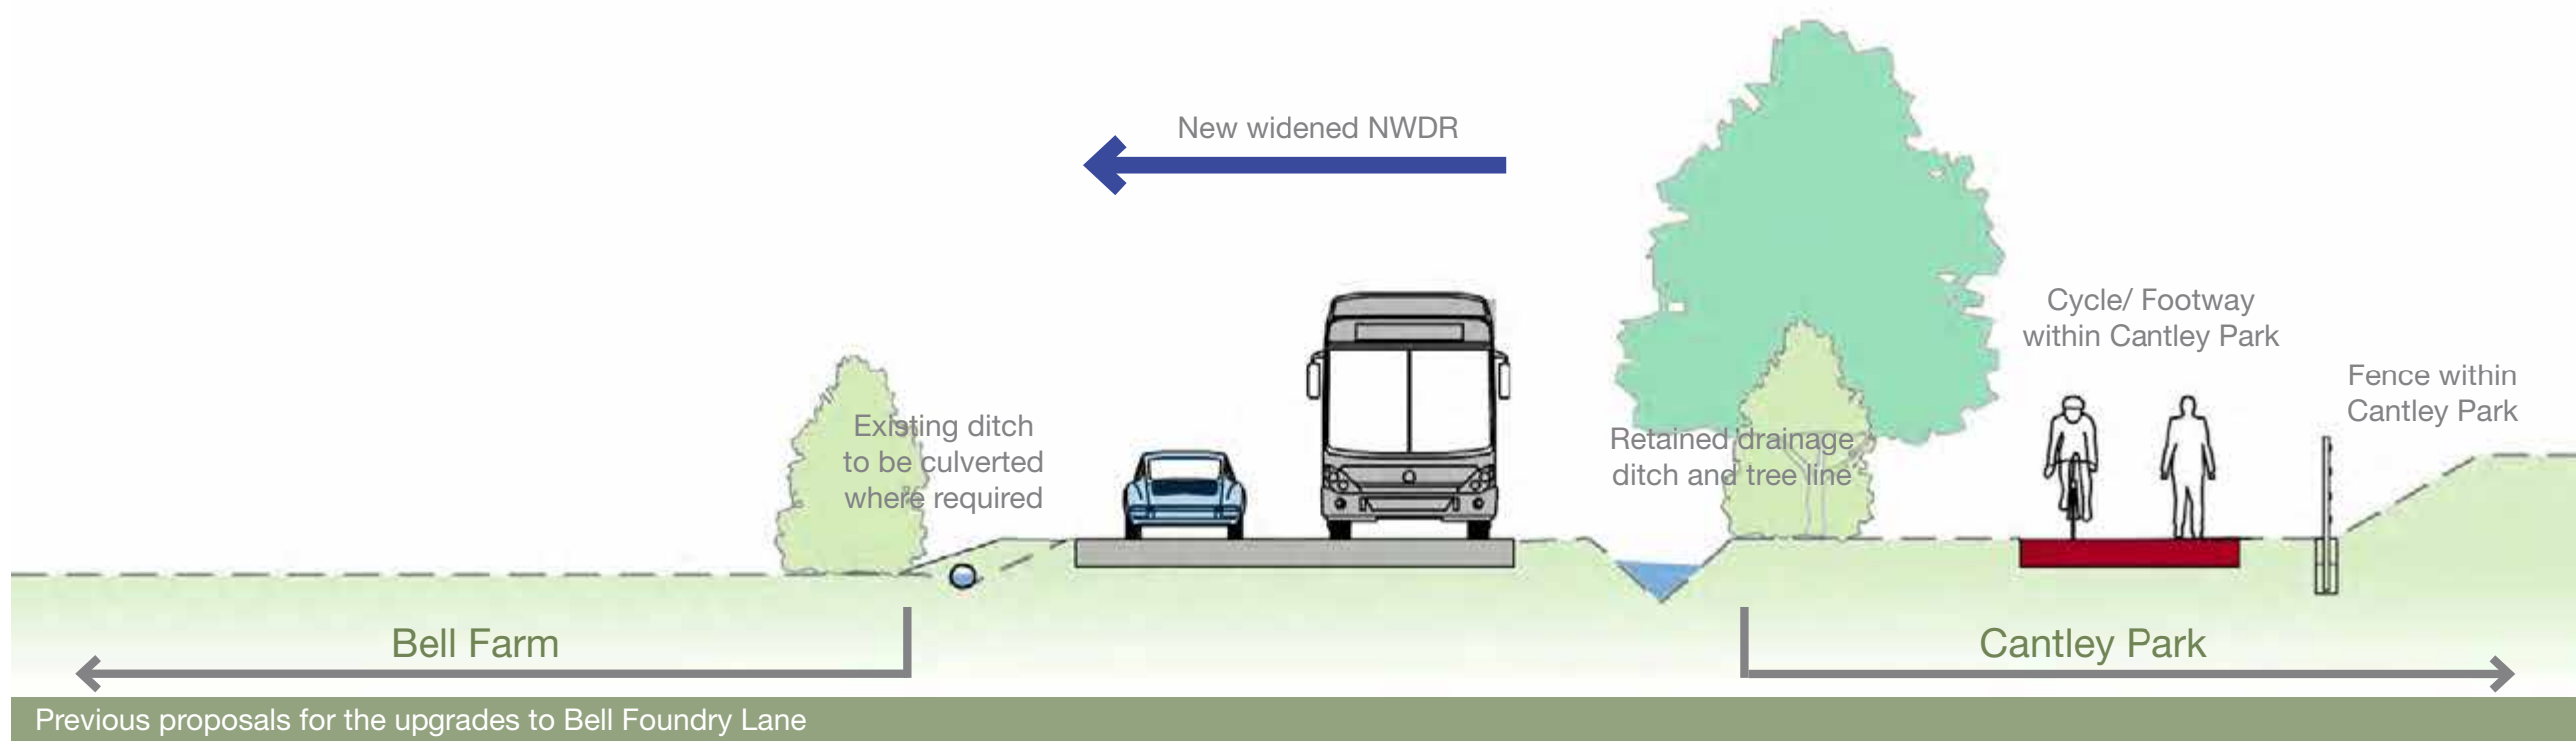 New widened NWDR
Existing ditch
to be culverted
where required
Retained drainage
ditch and tree line
Cycle/ Footway
within Cantley Park
Fence within
Cantley Park
Bell Farm
Cantley Park
Previous proposals for the upgrades to Bell Foundry Lane